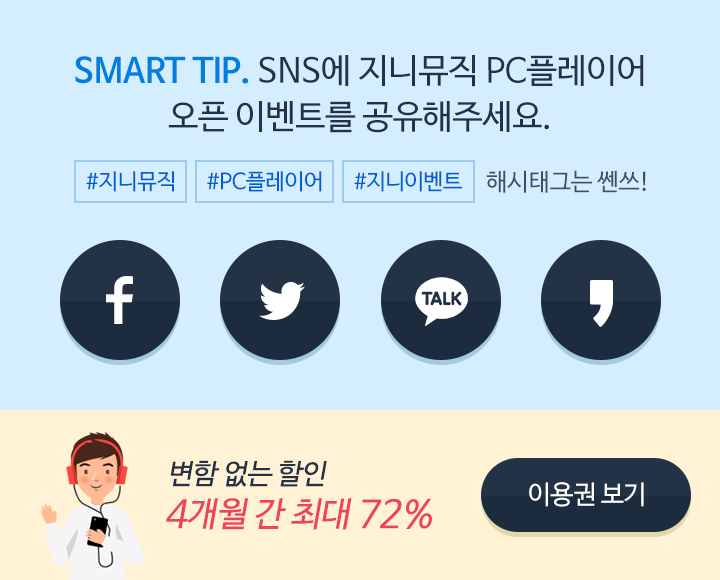 SMART TIP. SNS에 지니뮤직 PC플레이어
오픈 이벤트를 공유해주세요.
#지니뮤직 #PC플레이어 #지니이벤트 해시태그는 쎈쓰!
TALK
변함 없는 할인
4개월 간 최대 72%
이용권 보기